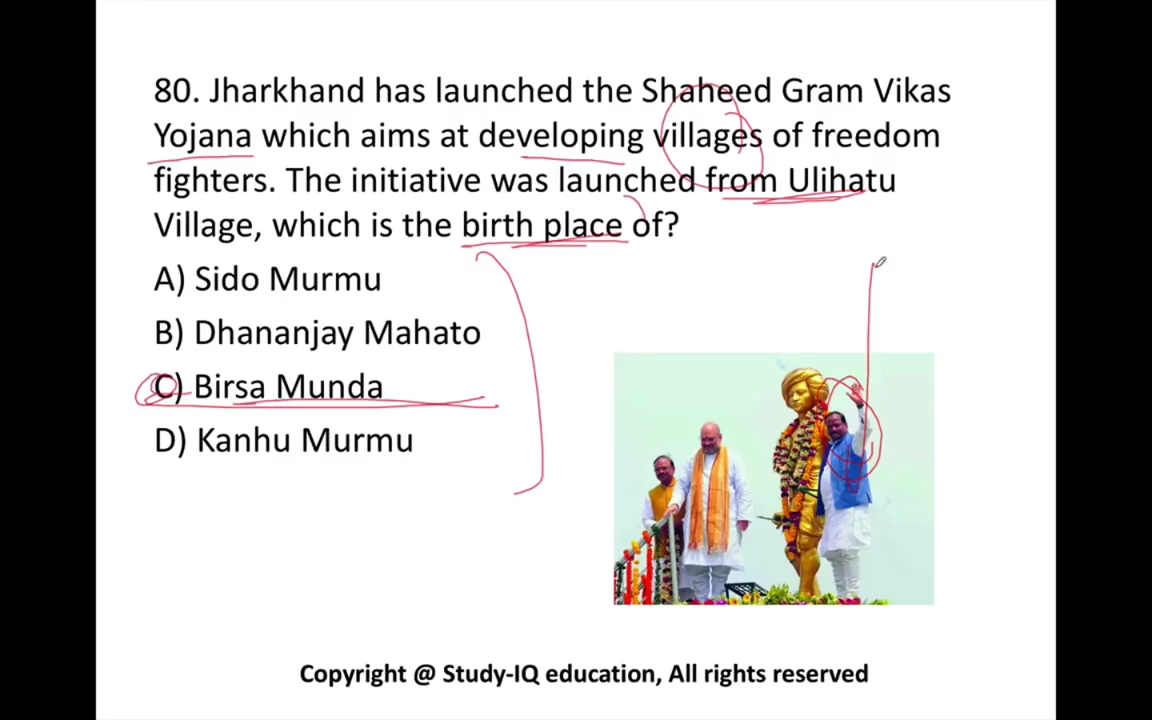 80. Jharkhand has launched the Shaheed Gram Vikas
Yojana which aims at developing villages of freedom
fighters. The initiative was launched from Ulihatu
Village, which is the birth place of?
A) Sido Murmu
B) Dhananjay Mahato
C) Birsa Munda
D) Kanhu Murmu
Copyright @ Study-IQ education, All rights reserved